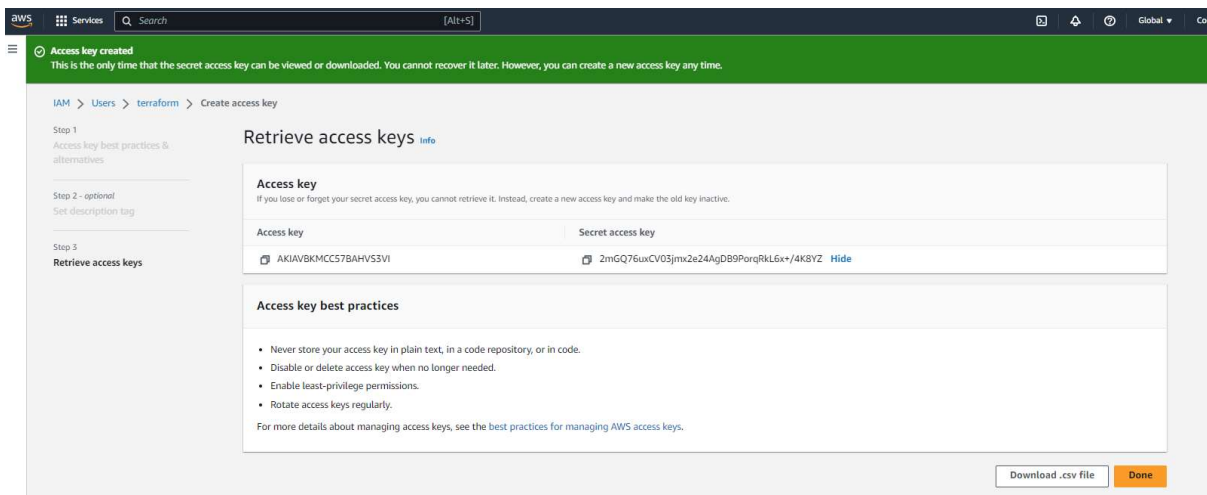 aws
Services
Search
[Alt+S]
Global
Access key created
This is the only time that the secret access key can be viewed or downloaded. You cannot recover it later. However, you can create a new access key any time.
IAM > Users > terraform > Create access key
Step 1
Access key best practices &
alternatives
Step 2 - optional
Set description tag
Step 3
Retrieve access keys
Retrieve access keys Info
Access key
If you lose or forget your secret access key, you cannot retrieve it. Instead, create a new access key and make the old key inactive.
Access key
Secret access key
AKIAVBKMCC57BAHVS3VI
2mGQ76uxCV03jmx2e24AgDB9PorqRkL6x+/4K8YZ Hide
Access key best practices
• Never store your access key in plain text, in a code repository, or in code.
• Disable or delete access key when no longer needed.
• Enable least-privilege permissions.
• Rotate access keys regularly.
For more details about managing access keys, see the best practices for managing AWS access keys.
Download .csv file
Done